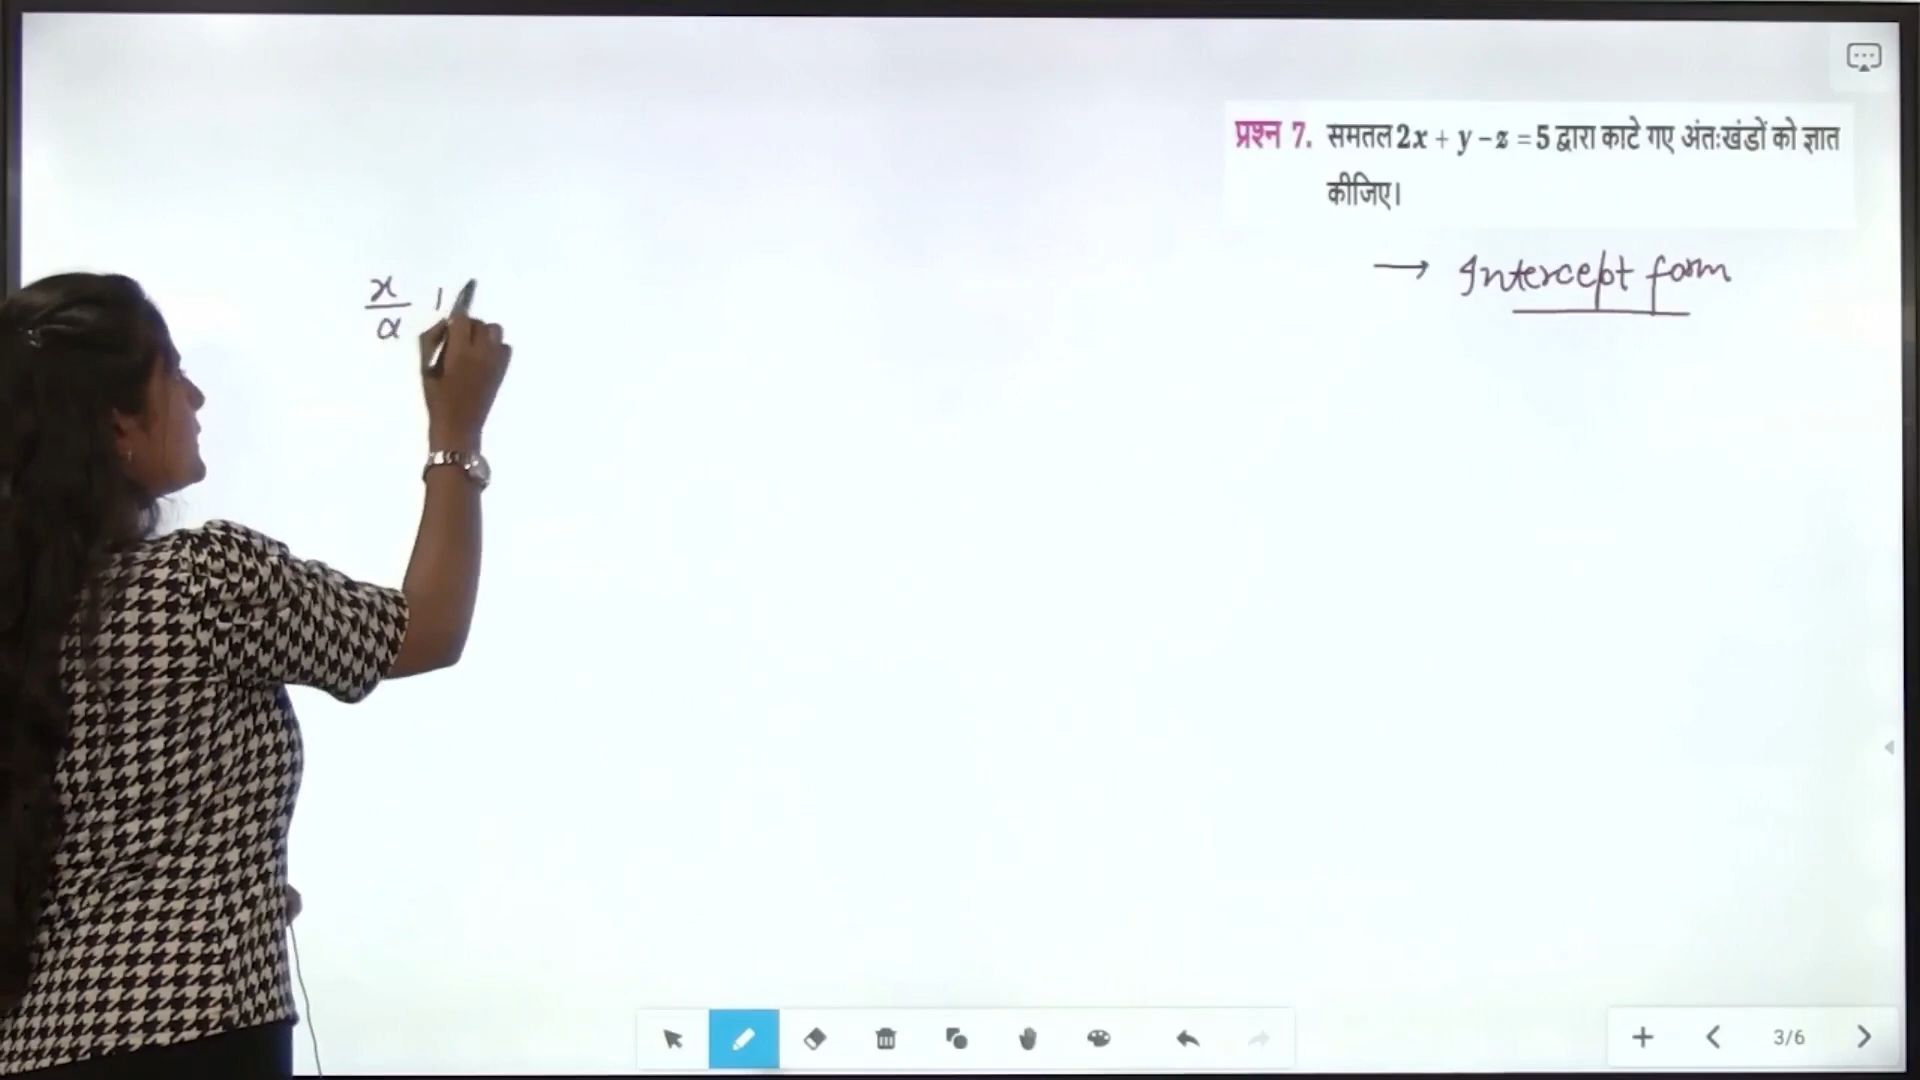 प्रश्न 7. समतल 2x + y – z = 5 द्वारा काटे गए अंतःखंडों को ज्ञात
कीजिए।
→ Intercept form
x/α
3/6